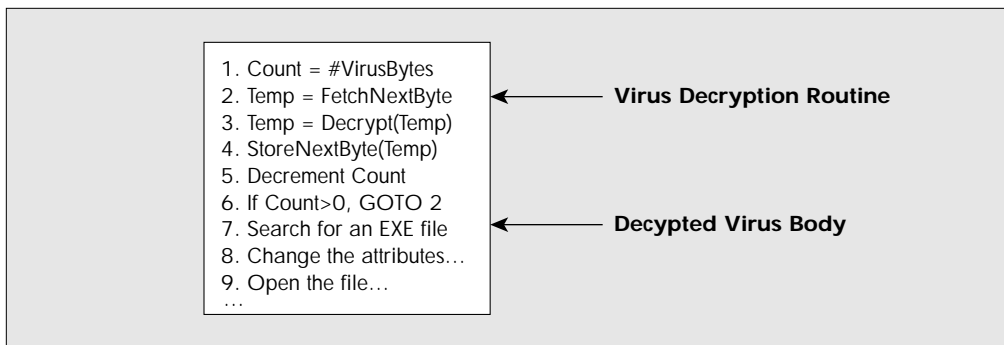 1. Count = #VirusBytes
2. Temp = FetchNextByte
3. Temp = Decrypt(Temp)
4. StoreNextByte(Temp)
5. Decrement Count
6. If Count>0, GOTO 2
7. Search for an EXE file
8. Change the attributes…
9. Open the file…
…
Virus Decryption Routine
Decypted Virus Body